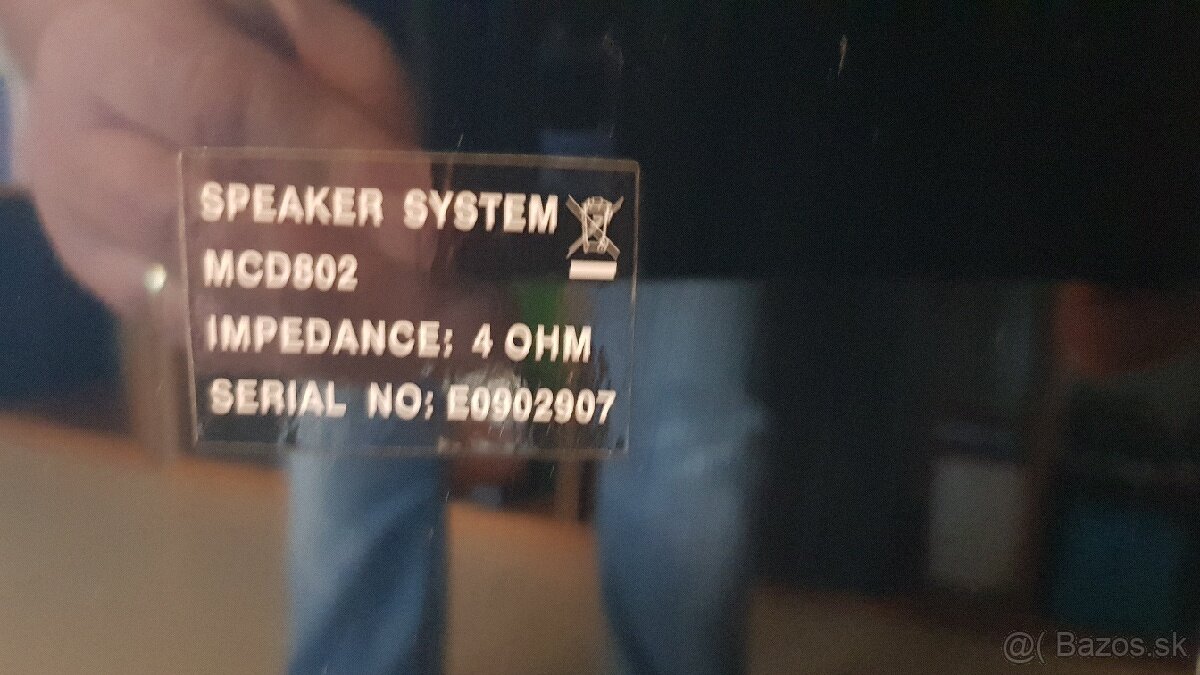 SPEAKER SYSTEM
MCD802
IMPEDANCE: 4 OHM
SERIAL NO: E0902907
@( Bazos.sk